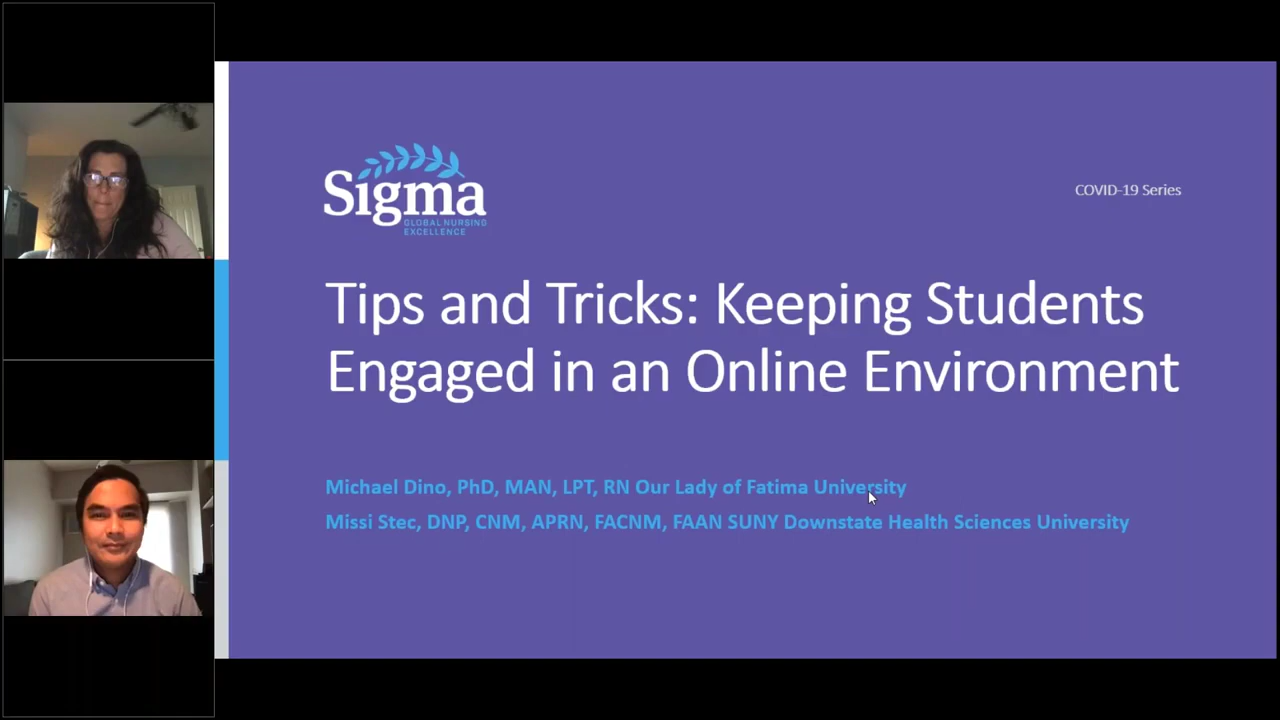 Sigma
GLOBAL NURSING
EXCELLENCE
COVID-19 Series
Tips and Tricks: Keeping Students
Engaged in an Online Environment
Michael Dino, PhD, MAN, LPT, RN Our Lady of Fatima University
Missi Stec, DNP, CNM, APRN, FACNM, FAAN SUNY Downstate Health Sciences University